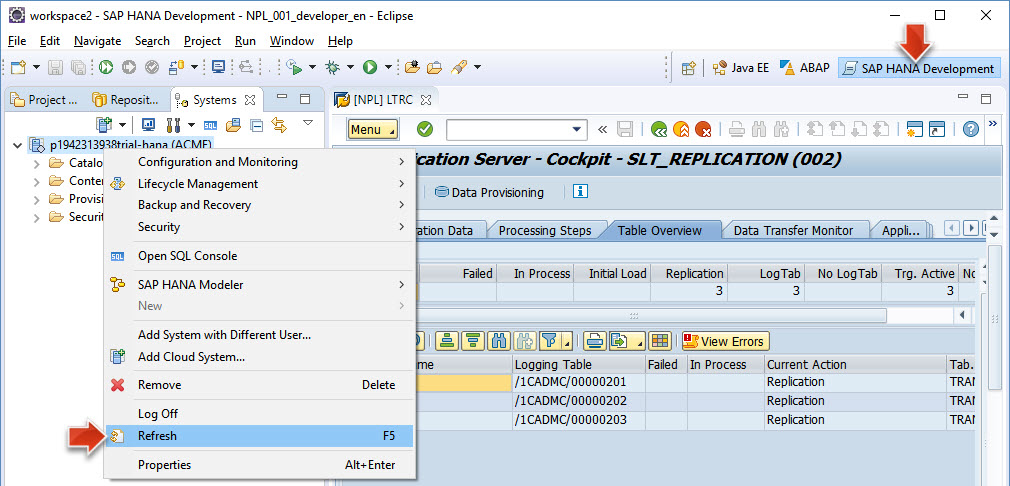 workspace2 - SAP HANA Development - NPL_001_developer_en - Eclipse
File Edit Navigate Search Project Run Window Help
Java EE ABAP SAP HANA Development
Project ... Reposit... Systems
[NPL] LTRC
Menu
p1942313938trial-hana (ACME)
Catalo
Conten
Provisi
Securit
Configuration and Monitoring
Lifecycle Management
Backup and Recovery
Security
Open SQL Console
SAP HANA Modeler
New
Add System with Different User...
Add Cloud System...
Remove Delete
Log Off
Refresh F5
Properties Alt+Enter
ication Server - Cockpit - SLT_REPLICATION (002)
Data Provisioning
ration Data Processing Steps Table Overview Data Transfer Monitor Appli...
Failed In Process Initial Load Replication LogTab No LogTab Trg. Active No
3 3 3
View Errors
me Logging Table Failed In Process Current Action Tab.
/1CADMC/00000201 Replication TRAN
/1CADMC/00000202 Replication TRAN
/1CADMC/00000203 Replication TRAN